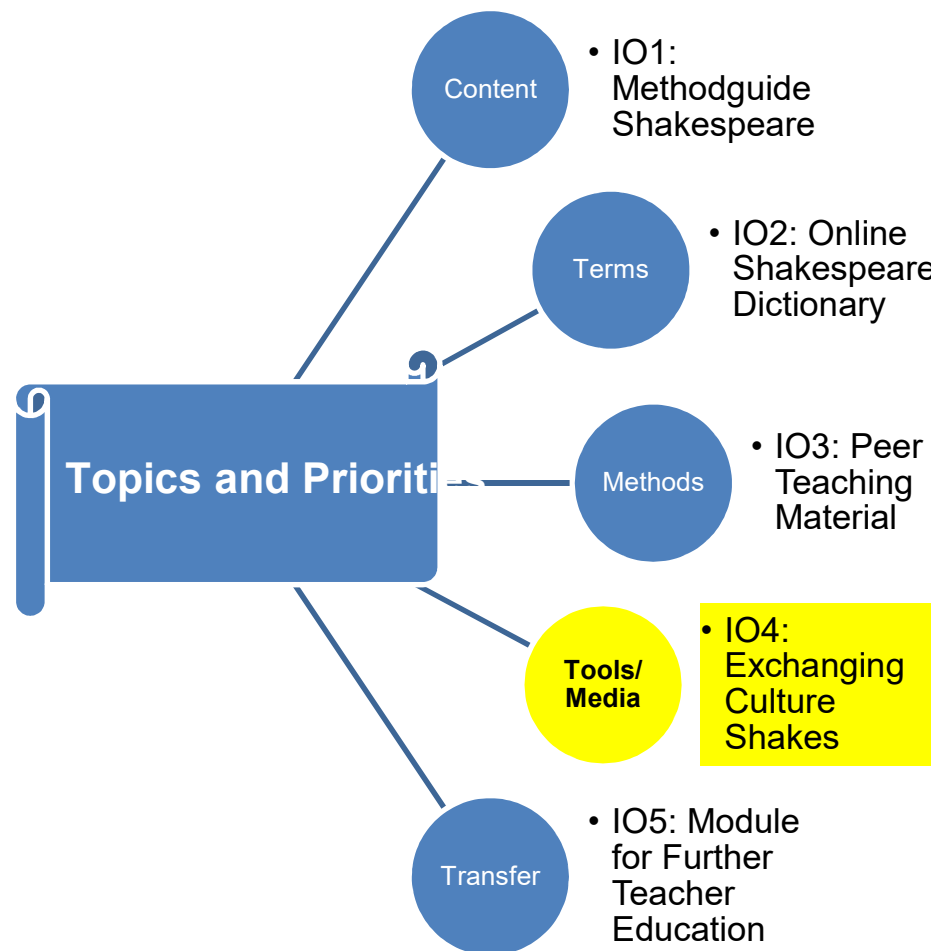 Content
• IO1:
Methodguide
Shakespeare
Terms
• IO2: Online
Shakespeare
Dictionary
Topics and Priorities
Methods
• IO3: Peer
Teaching
Material
Tools/
Media
• IO4:
Exchanging
Culture
Shakes
Transfer
• IO5: Module
for Further
Teacher
Education